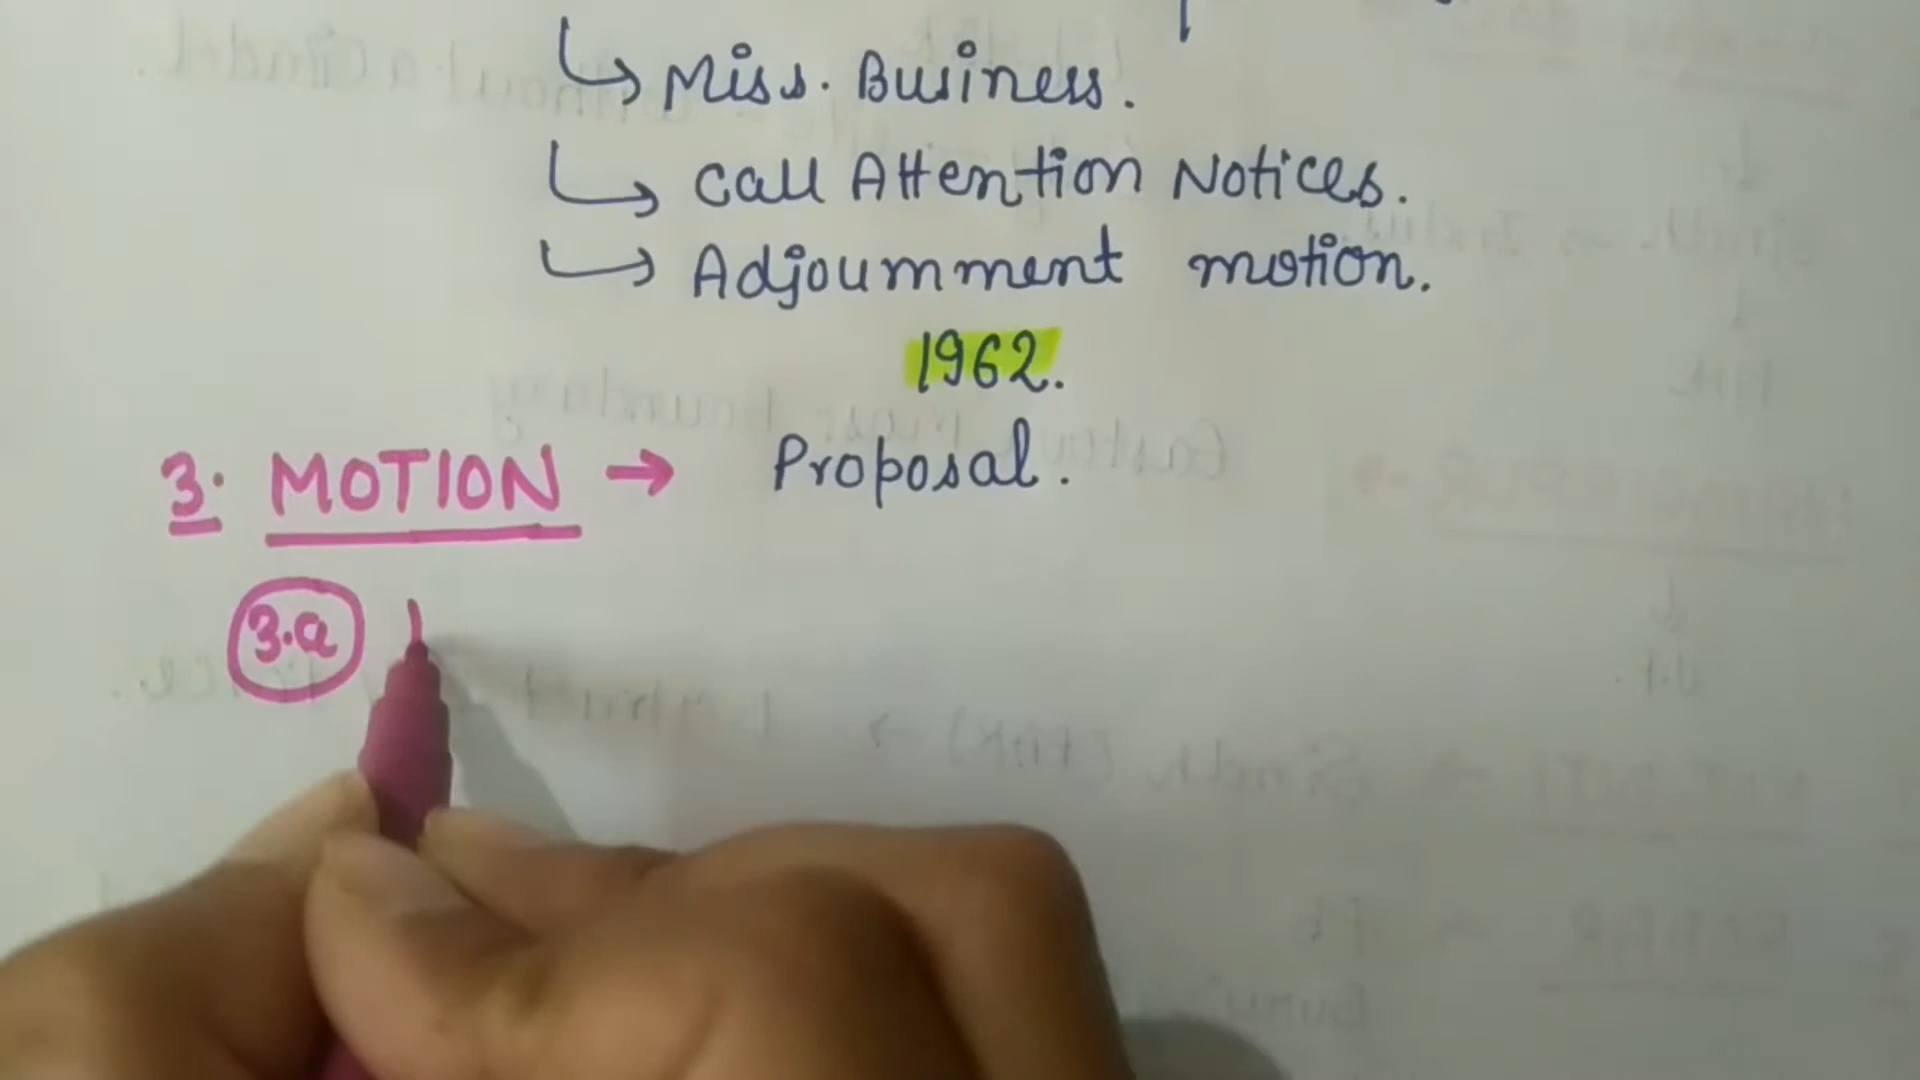 ↳ Miss. Business.
↳ Call Attention Notices.
↳ Adjournment motion.
1962.
3. MOTION → Proposal.
3.a